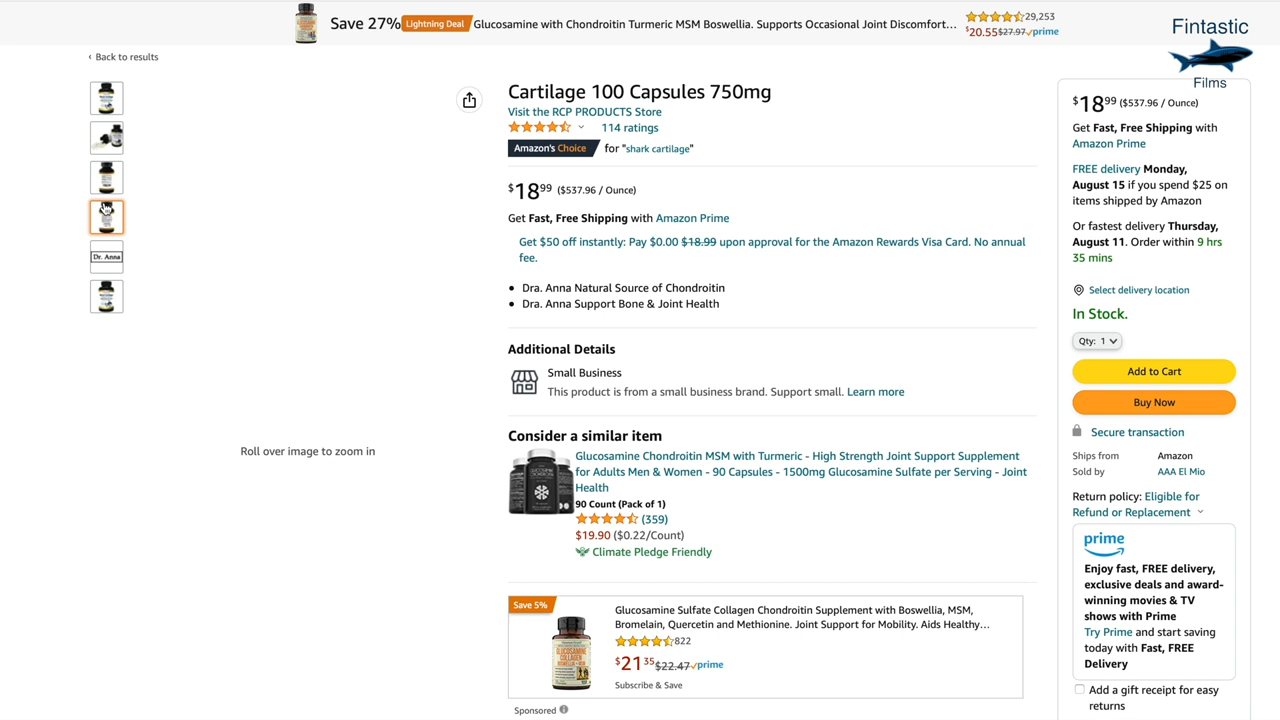 Save 27% Lightning Deal Glucosamine with Chondroitin Turmeric MSM Boswellia. Supports Occasional Joint Discomfort… 29,253
$20.55 $27.97 prime
Fintastic
Films
‹ Back to results
Dr. Anna
Roll over image to zoom in
Cartilage 100 Capsules 750mg
Visit the RCP PRODUCTS Store
114 ratings
Amazon's Choice for "shark cartilage"
$18 99 ($537.96 / Ounce)
Get Fast, Free Shipping with Amazon Prime
Get $50 off instantly: Pay $0.00 $18.99 upon approval for the Amazon Rewards Visa Card. No annual
fee.
Dra. Anna Natural Source of Chondroitin
Dra. Anna Support Bone & Joint Health
Additional Details
Small Business
This product is from a small business brand. Support small. Learn more
Consider a similar item
Glucosamine Chondroitin MSM with Turmeric - High Strength Joint Support Supplement
for Adults Men & Women - 90 Capsules - 1500mg Glucosamine Sulfate per Serving - Joint
Health
90 Count (Pack of 1)
(359)
$19.90 ($0.22/Count)
Climate Pledge Friendly
Save 5%
GLUCOSAMINE
COLLAGEN
Glucosamine Sulfate Collagen Chondroitin Supplement with Boswellia, MSM,
Bromelain, Quercetin and Methionine. Joint Support for Mobility. Aids Healthy…
822
$21 35 $22.47 prime
Subscribe & Save
Sponsored
$18 99 ($537.96 / Ounce)
Get Fast, Free Shipping with
Amazon Prime
FREE delivery Monday,
August 15 if you spend $25 on
items shipped by Amazon
Or fastest delivery Thursday,
August 11. Order within 9 hrs
35 mins
Select delivery location
In Stock.
Qty: 1
Add to Cart
Buy Now
Secure transaction
Ships from Amazon
Sold by AAA El Mio
Return policy: Eligible for
Refund or Replacement
prime
Enjoy fast, FREE delivery,
exclusive deals and award-
winning movies & TV
shows with Prime
Try Prime and start saving
today with Fast, FREE
Delivery
Add a gift receipt for easy
returns